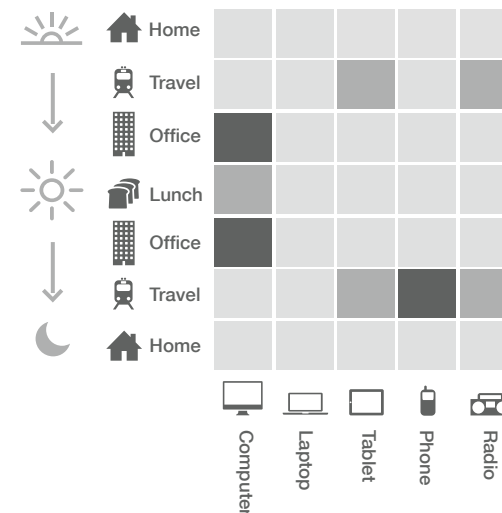 Home
Travel
Office
Lunch
Office
Travel
Home
Computer
Laptop
Tablet
Phone
Radio